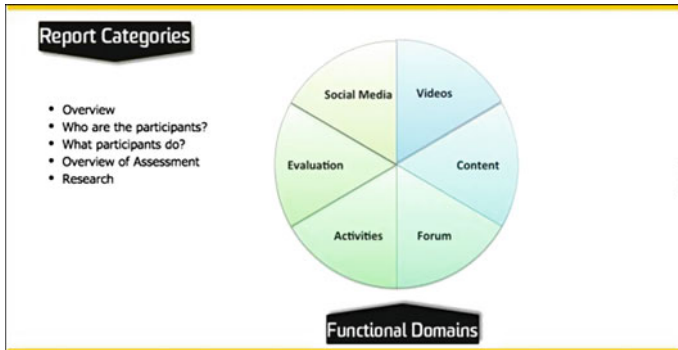 Report Categories
• Overview
• Who are the participants?
• What participants do?
• Overview of Assessment
• Research
Social Media
Videos
Evaluation
Content
Activities
Forum
Functional Domains